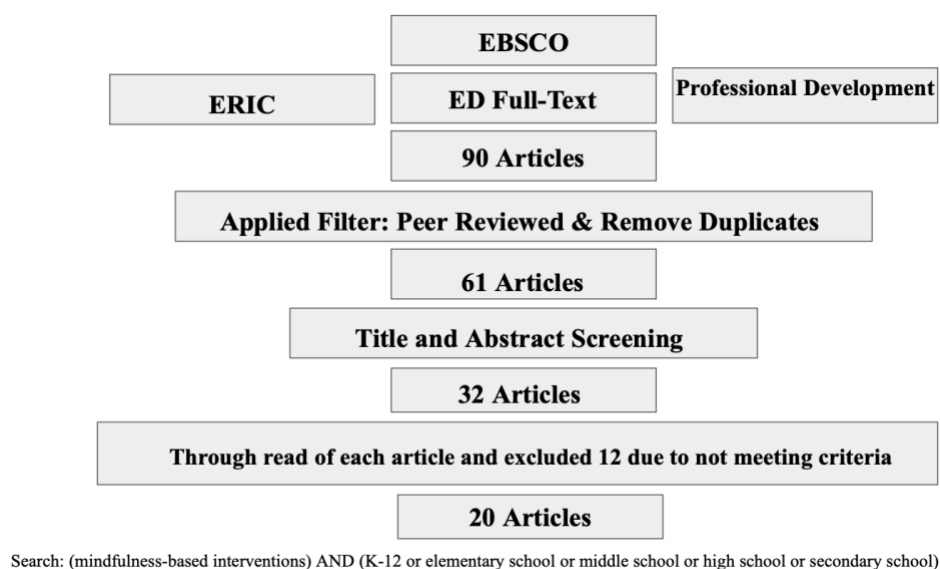 EBSCO
ERIC
ED Full-Text
Professional Development
90 Articles
Applied Filter: Peer Reviewed & Remove Duplicates
61 Articles
Title and Abstract Screening
32 Articles
Through read of each article and excluded 12 due to not meeting criteria
20 Articles
Search: (mindfulness-based interventions) AND (K-12 or elementary school or middle school or high school or secondary school)